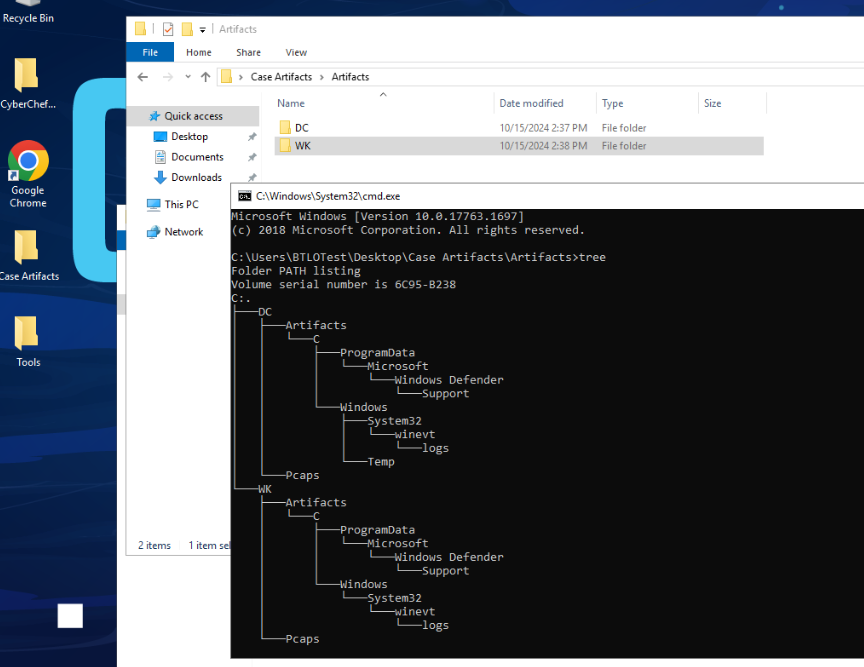 Recycle Bin
CyberChef...
Google
Chrome
Case Artifacts
Tools
Artifacts
File Home Share View
Case Artifacts › Artifacts
Name Date modified Type Size
Quick access
Desktop
Documents
Downloads
This PC
Network
DC 10/15/2024 2:37 PM File folder
WK 10/15/2024 2:38 PM File folder
2 items 1 item sel
C:\Windows\System32\cmd.exe
Microsoft Windows [Version 10.0.17763.1697]
(c) 2018 Microsoft Corporation. All rights reserved.
C:\Users\BTLOTest\Desktop\Case Artifacts\Artifacts>tree
Folder PATH listing
Volume serial number is 6C95-B238
C:.
├───DC
│   ├───Artifacts
│   │   └───C
│   │       ├───ProgramData
│   │       │   └───Microsoft
│   │       │       └───Windows Defender
│   │       │           └───Support
│   │       └───Windows
│   │           ├───System32
│   │           │   └───winevt
│   │           │       └───logs
│   │           └───Temp
│   └───Pcaps
└───WK
    ├───Artifacts
    │   └───C
    │       ├───ProgramData
    │       │   └───Microsoft
    │       │       └───Windows Defender
    │       │           └───Support
    │       └───Windows
    │           └───System32
    │               └───winevt
    │                   └───logs
    └───Pcaps